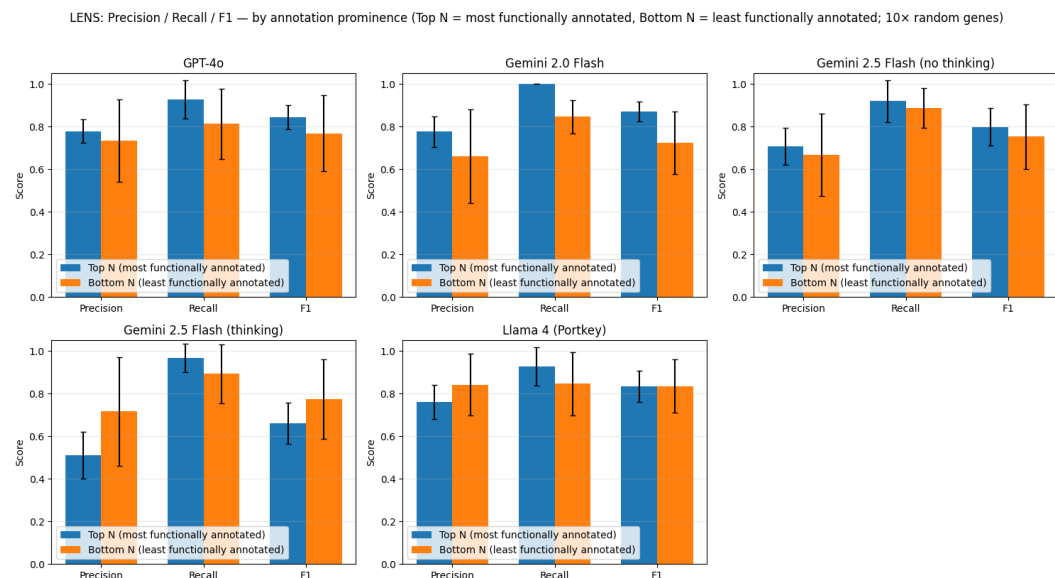 LENS: Precision / Recall / F1 — by annotation prominence (Top N = most functionally annotated, Bottom N = least functionally annotated; 10× random genes)
GPT-4o
Score
1.0
0.8
0.6
0.4
0.2
0.0
Top N (most functionally annotated)
Bottom N (least functionally annotated)
Precision Recall F1
Gemini 2.0 Flash
Score
1.0
0.8
0.6
0.4
0.2
0.0
Top N (most functionally annotated)
Bottom N (least functionally annotated)
Precision Recall F1
Gemini 2.5 Flash (no thinking)
Score
1.0
0.8
0.6
0.4
0.2
0.0
Top N (most functionally annotated)
Bottom N (least functionally annotated)
Precision Recall F1
Gemini 2.5 Flash (thinking)
Score
1.0
0.8
0.6
0.4
0.2
0.0
Top N (most functionally annotated)
Bottom N (least functionally annotated)
Precision Recall F1
Llama 4 (Portkey)
Score
1.0
0.8
0.6
0.4
0.2
0.0
Top N (most functionally annotated)
Bottom N (least functionally annotated)
Precision Recall F1